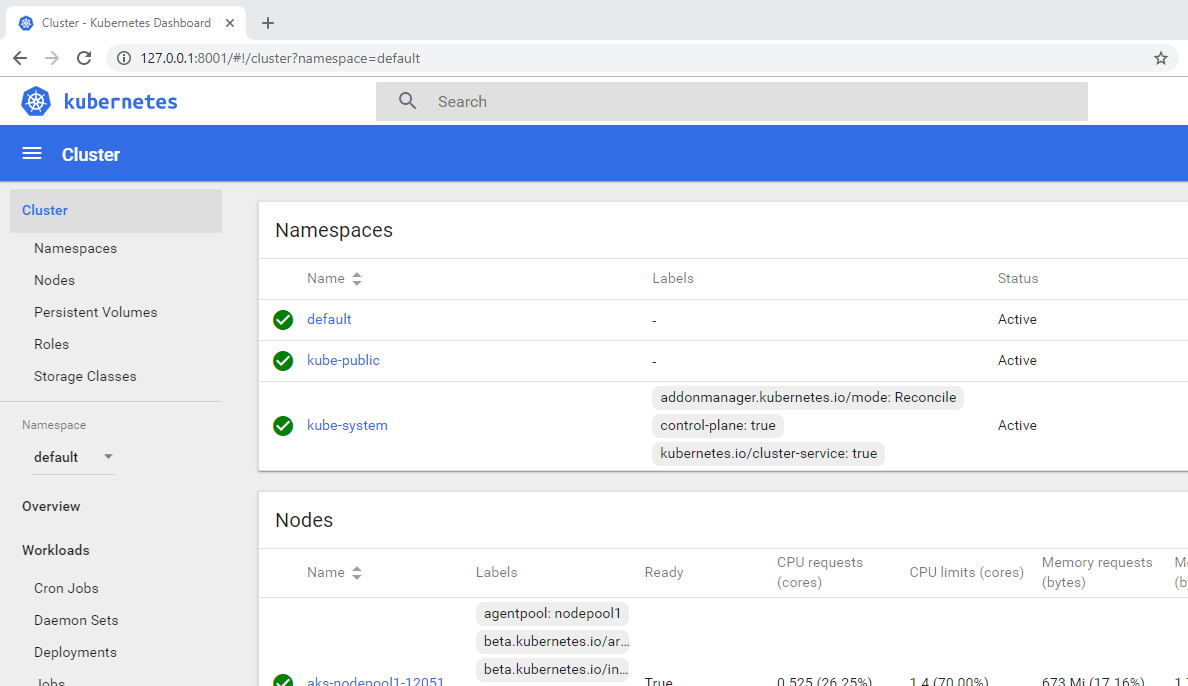 Cluster - Kubernetes Dashboard
127.0.0.1:8001/#!/cluster?namespace=default
kubernetes
Search
Cluster
Cluster
Namespaces
Nodes
Persistent Volumes
Roles
Storage Classes
Namespace
default
Overview
Workloads
Cron Jobs
Daemon Sets
Deployments
Jobs
Namespaces
Name Labels Status
default - Active
kube-public - Active
addonmanager.kubernetes.io/mode: Reconcile
kube-system control-plane: true Active
kubernetes.io/cluster-service: true
Nodes
Name Labels Ready CPU requests (cores) CPU limits (cores) Memory requests (bytes)
agentpool: nodepool1
beta.kubernetes.io/ar...
beta.kubernetes.io/in...
aks-nodepool1-12051 True 0.525 (26.25%) 1.4 (70.00%) 673 Mi (17.16%)